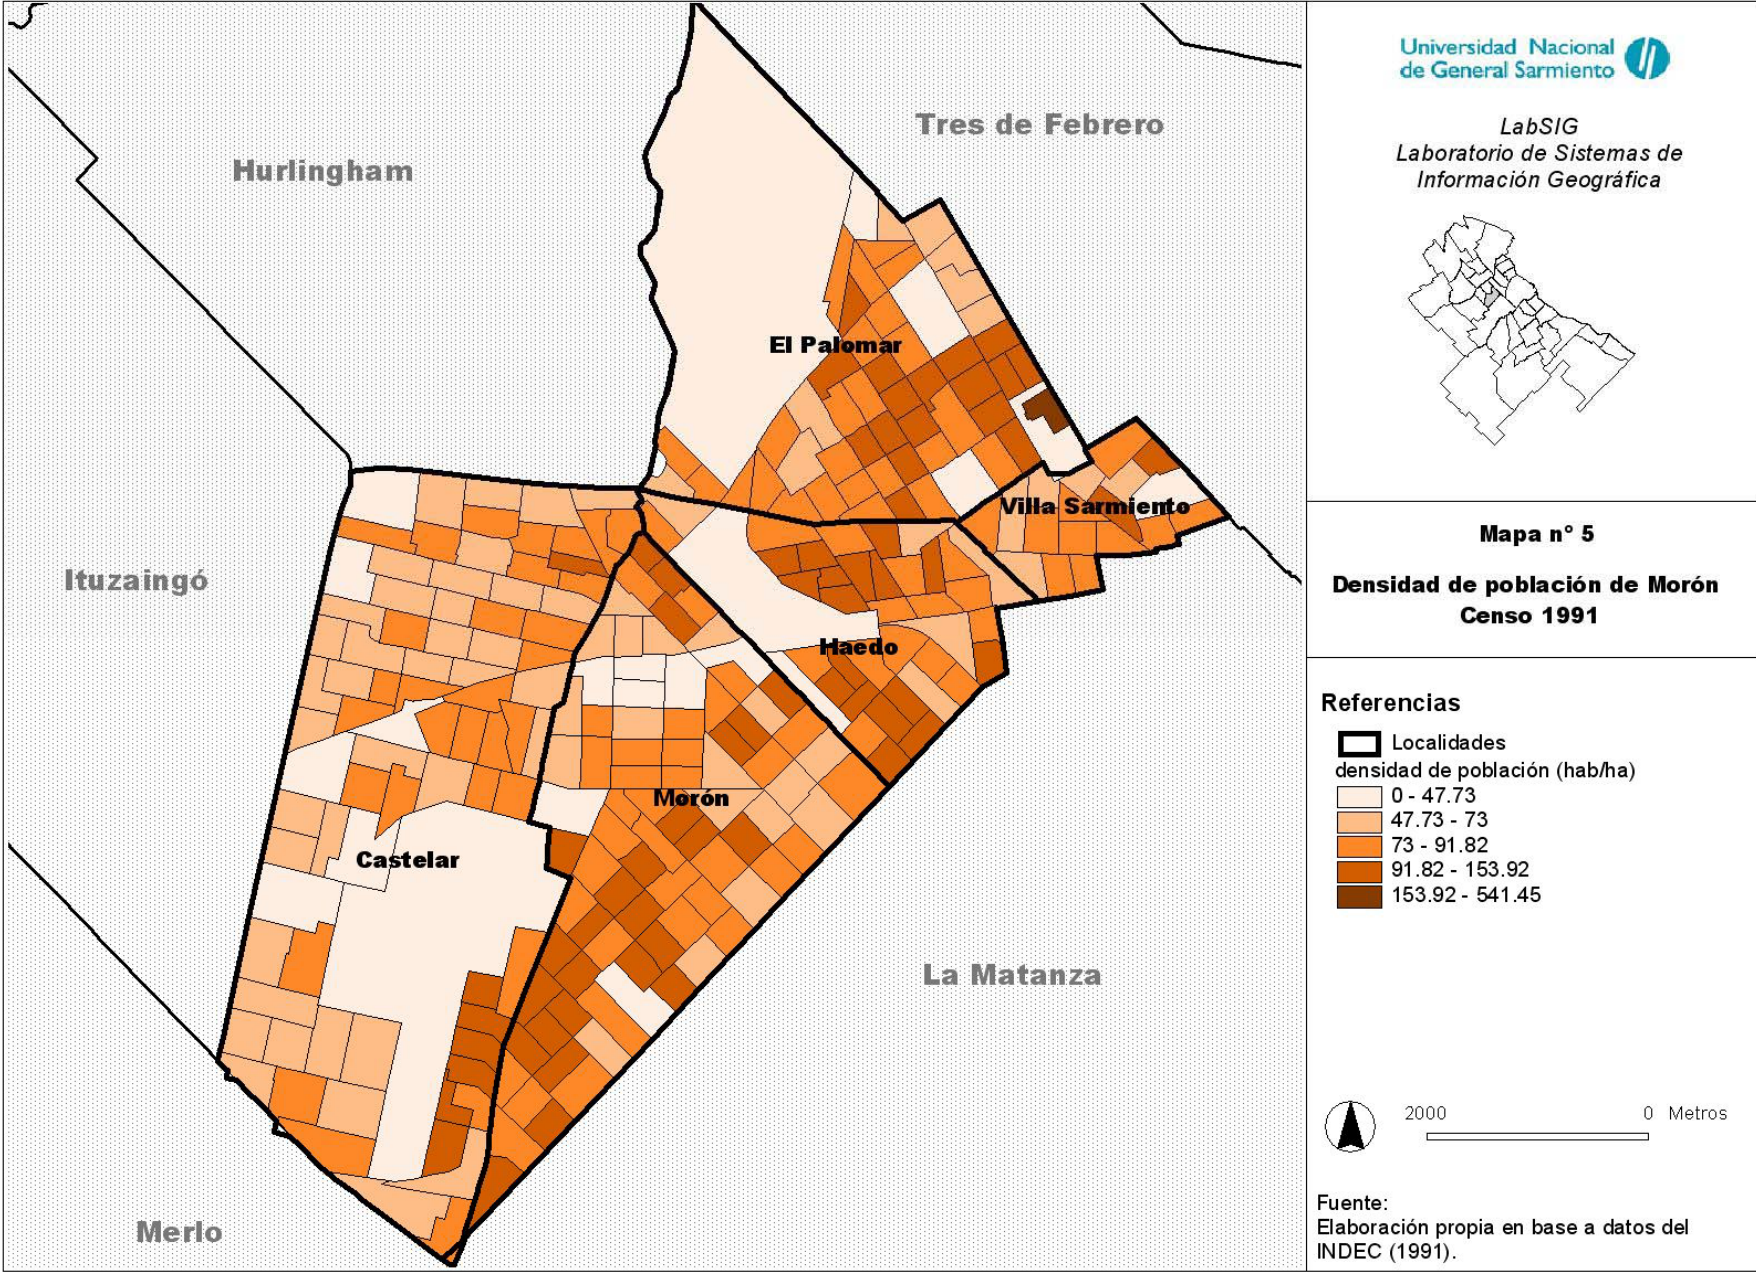 Hurlingham
Tres de Febrero
El Palomar
Villa Sarmiento
Ituzaingó
Haedo
Morón
Castelar
La Matanza
Merlo
Universidad Nacional
de General Sarmiento
LabSIG
Laboratorio de Sistemas de
Información Geográfica
Mapa n° 5
Densidad de población de Morón
Censo 1991
Referencias
Localidades
densidad de población (hab/ha)
0 - 47.73
47.73 - 73
73 - 91.82
91.82 - 153.92
153.92 - 541.45
2000 0 Metros
Fuente:
Elaboración propia en base a datos del
INDEC (1991).